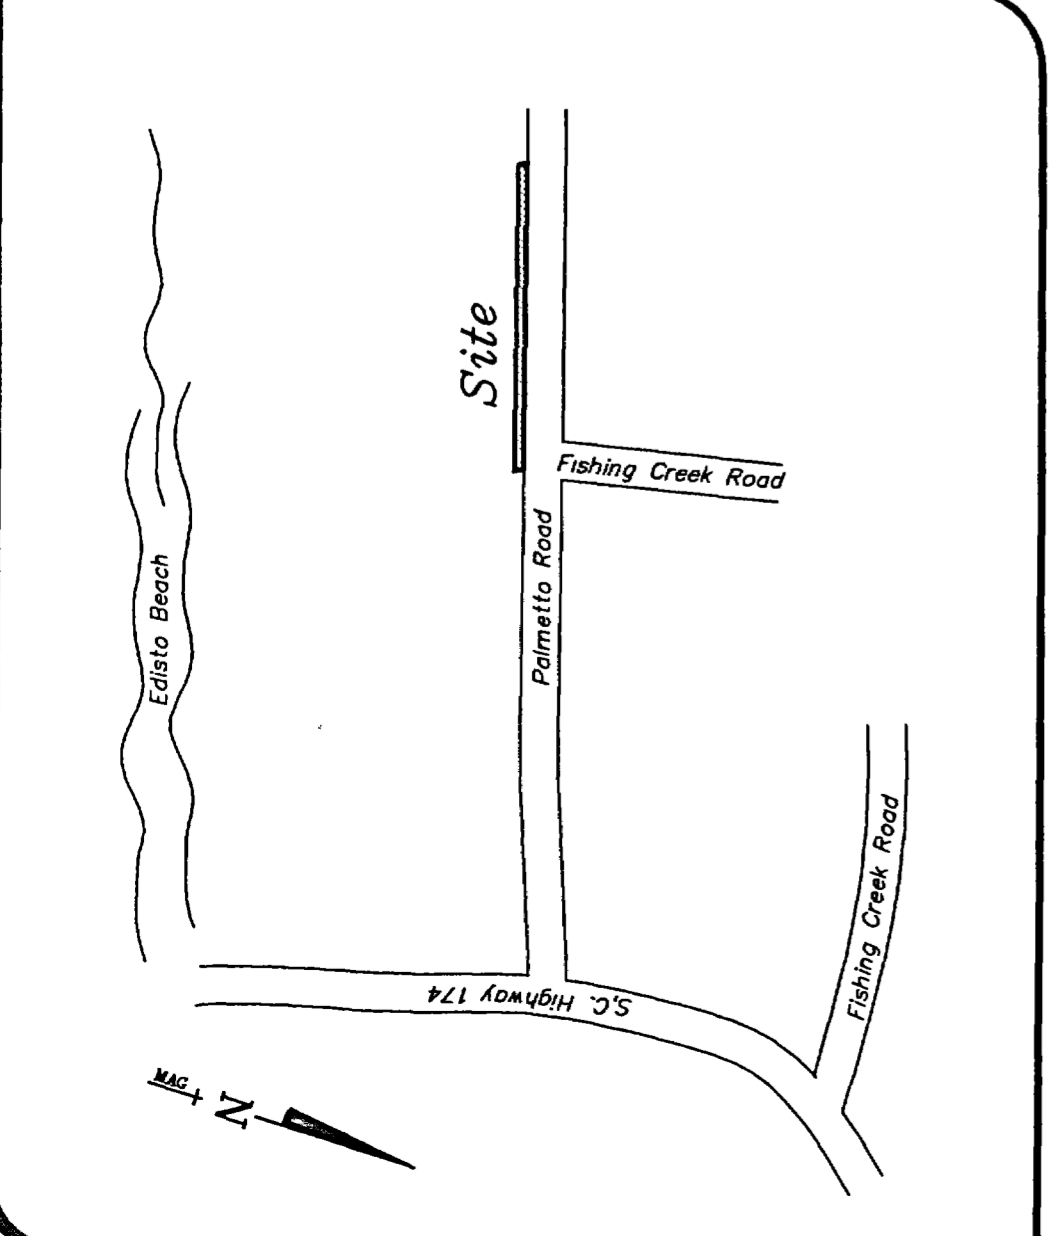 Site
Fishing Creek Road
Palmetto Road
Edisto Beach
Fishing Creek Road
S.C. Highway 174
MAG
N